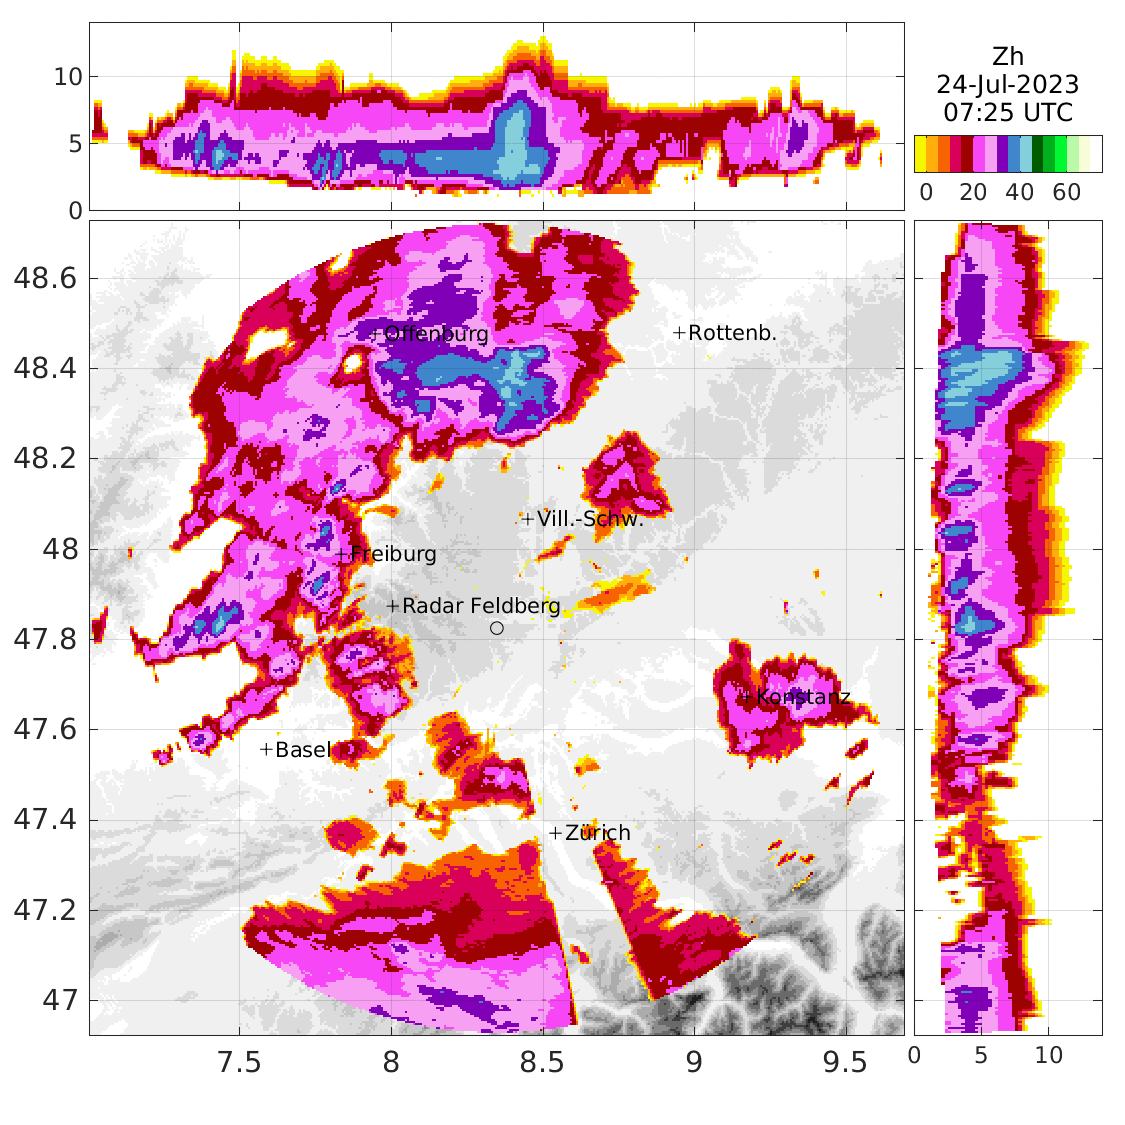 Zh
24-Jul-2023
07:25 UTC
0 20 40 60
10
5
0
48.6
48.4
48.2
48
47.8
47.6
47.4
47.2
47
Offenburg
Rottenb.
Vill.-Schw.
Freiburg
Radar Feldberg
Konstanz
Basel
Zürich
7.5 8 8.5 9 9.5
0 5 10